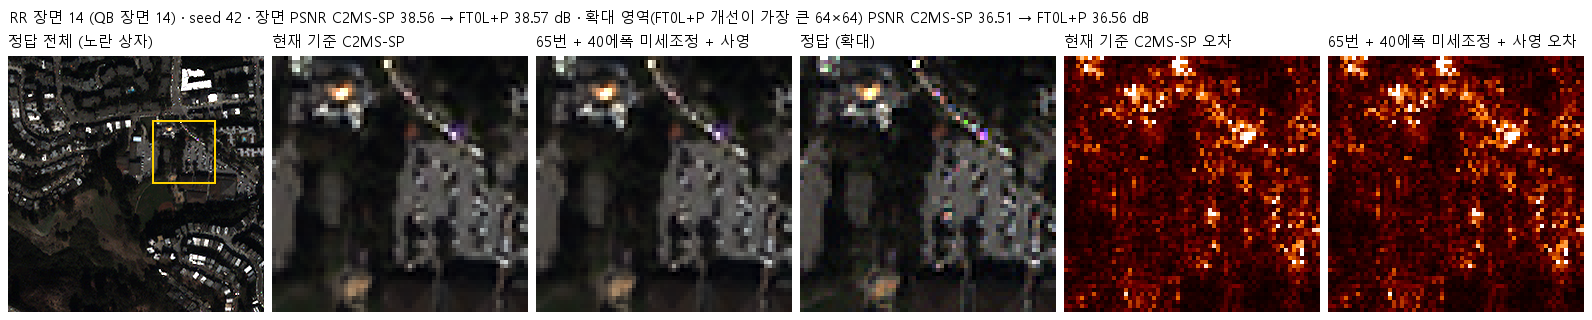 RR 장면 14 (QB 장면 14) · seed 42 · 장면 PSNR C2MS-SP 38.56 → FT0L+P 38.57 dB · 확대 영역(FT0L+P 개선이 가장 큰 64×64) PSNR C2MS-SP 36.51 → FT0L+P 36.56 dB
정답 전체 (노란 상자)
현재 기준 C2MS-SP
65번 + 40에폭 미세조정 + 사영
정답 (확대)
현재 기준 C2MS-SP 오차
65번 + 40에폭 미세조정 + 사영 오차